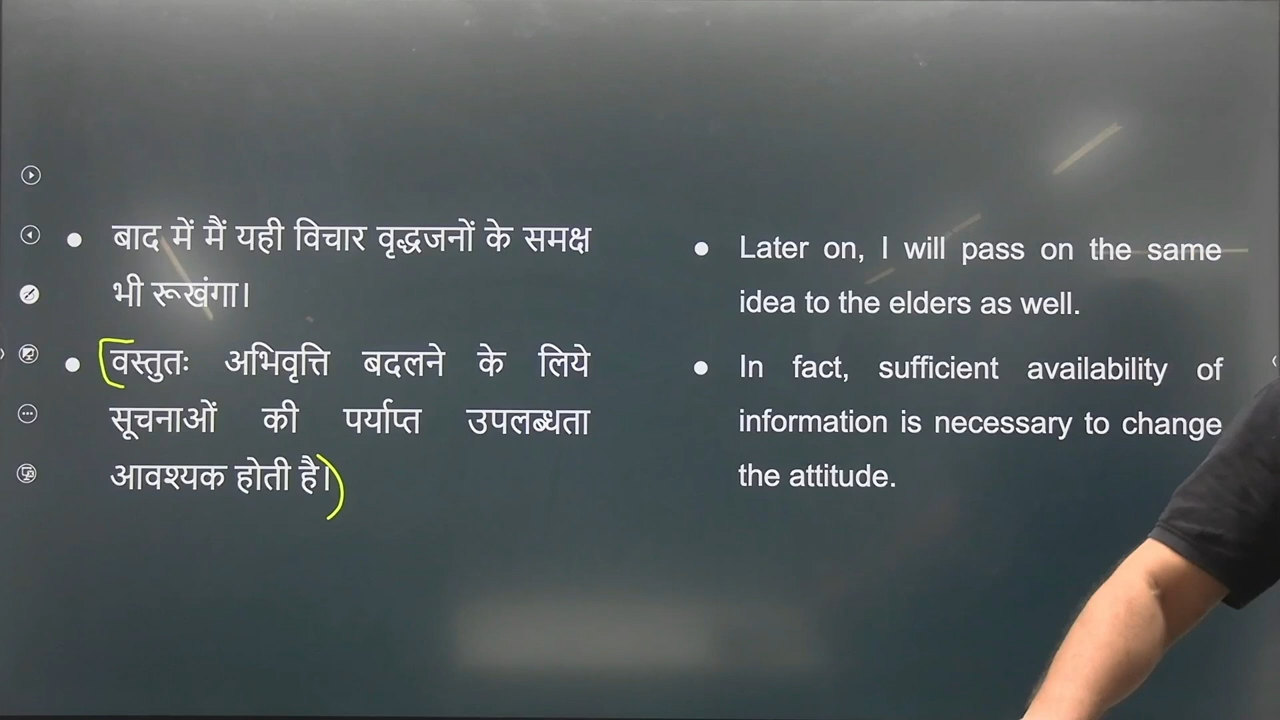 बाद में मैं यही विचार वृद्धजनों के समक्ष
भी रूखंगा।
वस्तुतः अभिवृत्ति बदलने के लिये
सूचनाओं की पर्याप्त उपलब्धता
आवश्यक होती है।
Later on, I will pass on the same
idea to the elders as well.
In fact, sufficient availability of
information is necessary to change
the attitude.